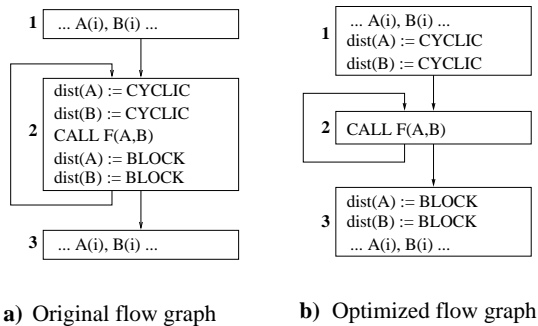 1
... A(i), B(i) ...
2
dist(A) := CYCLIC
dist(B) := CYCLIC
CALL F(A,B)
dist(A) := BLOCK
dist(B) := BLOCK
3
... A(i), B(i) ...
a) Original flow graph
1
... A(i), B(i) ...
dist(A) := CYCLIC
dist(B) := CYCLIC
2
CALL F(A,B)
3
dist(A) := BLOCK
dist(B) := BLOCK
... A(i), B(i) ...
b) Optimized flow graph